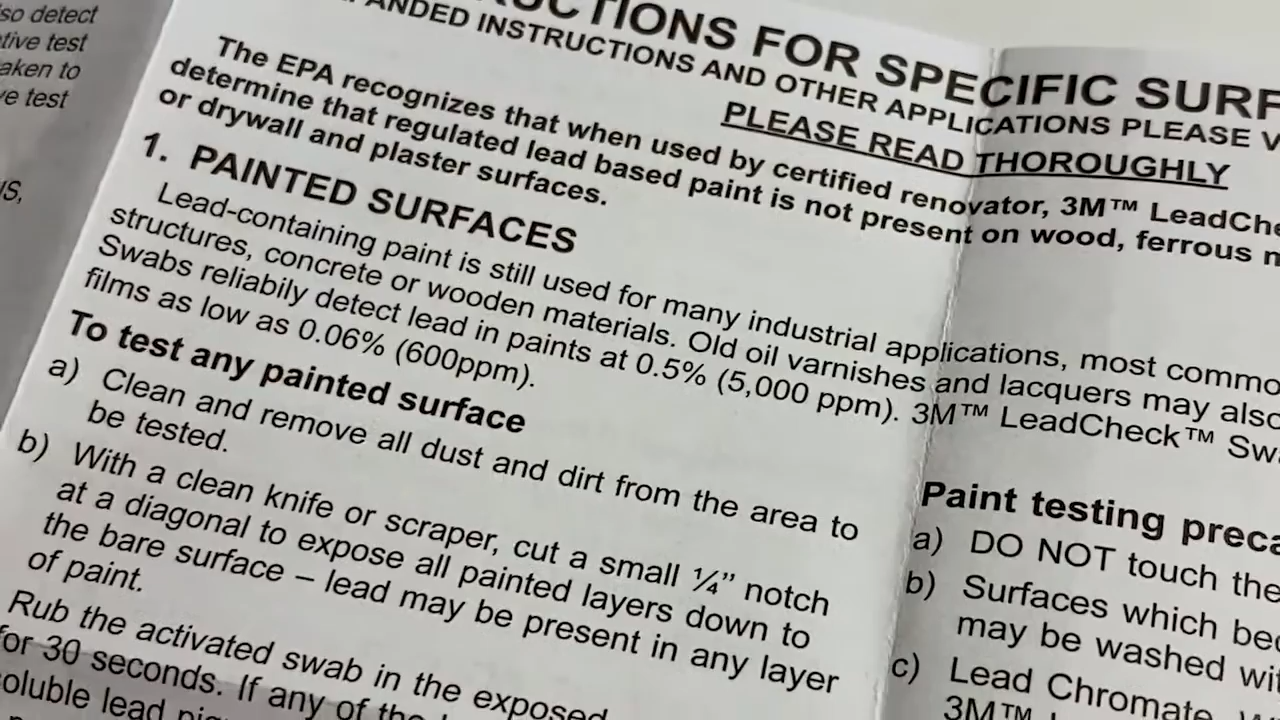 so detect
tive test
aken to
ve test
FOR SPECIFIC
INSTRUCTIONS AND OTHER APPLICATIONS PLEASE
PLEASE READ THOROUGHLY
The EPA recognizes that when used by certified renovator, 3M™
determine that regulated lead based paint is not present on wood, ferrous
or drywall and plaster surfaces.
1. PAINTED SURFACES
Lead-containing paint is still used for many industrial applications, most
structures, concrete or wooden materials. Old oil varnishes and lacquers may also
Swabs reliabily detect lead in paints at 0.5% (5,000 ppm). 3M™ LeadCheck™
films as low as 0.06% (600ppm).
To test any painted surface
a) Clean and remove all dust and dirt from the area to
be tested.
b) With a clean knife or scraper, cut a small ¼” notch
at a diagonal to expose all painted layers down to
the bare surface – lead may be present in any layer
of paint.
Rub the activated swab in the exposed
for 30 seconds. If any of the
lead
Paint testing
a) DO NOT touch the
b) Surfaces which
may be washed
c) Lead Chromate
3M™